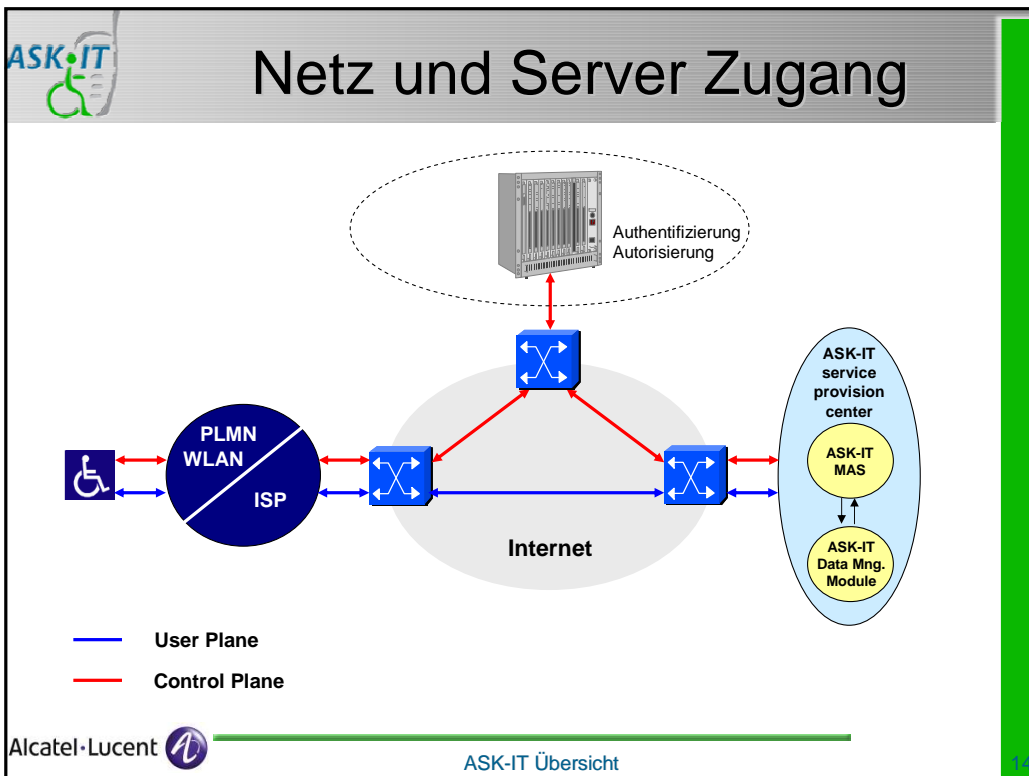 ASK-IT
Netz und Server Zugang
Authentifizierung
Autorisierung
PLMN
WLAN
ISP
Internet
ASK-IT
service
provision
center
ASK-IT
MAS
ASK-IT
Data Mng.
Module
User Plane
Control Plane
Alcatel·Lucent
ASK-IT Übersicht
14